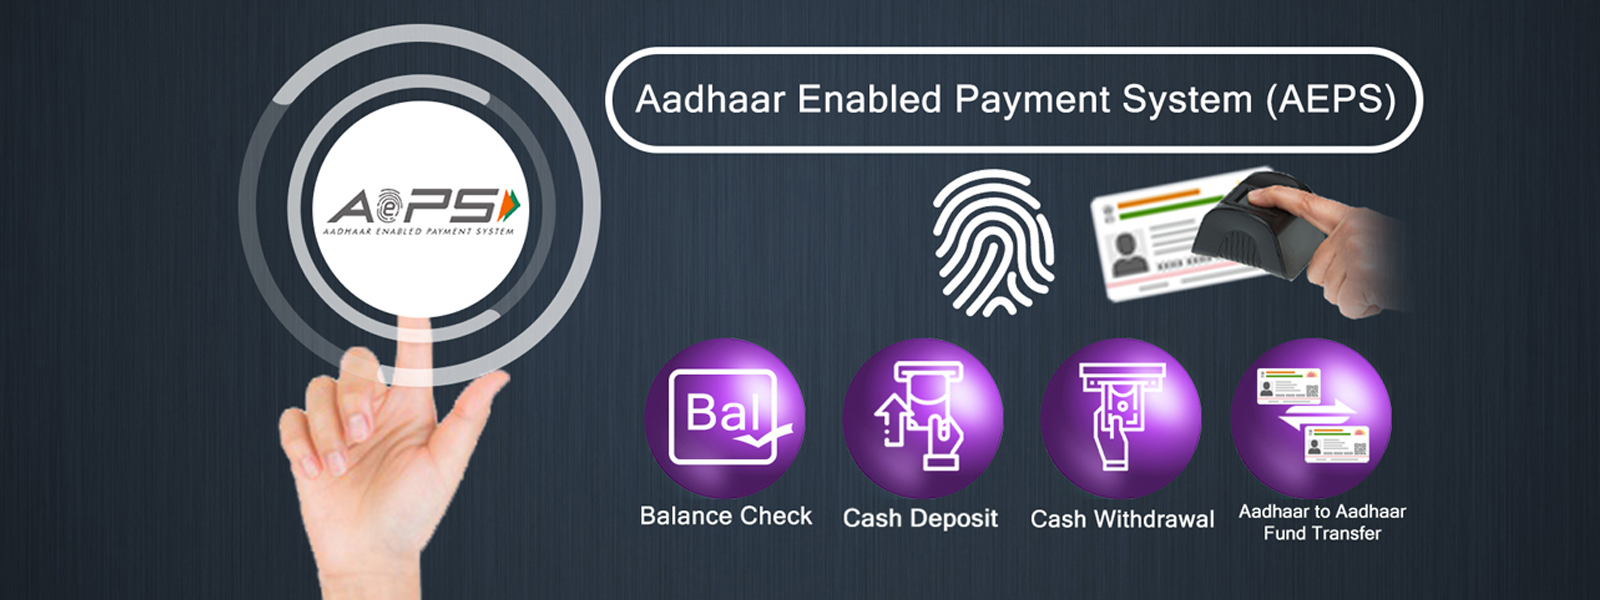 Aadhaar Enabled Payment System (AEPS)
AePS
AADHAAR ENABLED PAYMENT SYSTEM
Bal
Balance Check
Cash Deposit
Cash Withdrawal
Aadhaar to Aadhaar
Fund Transfer